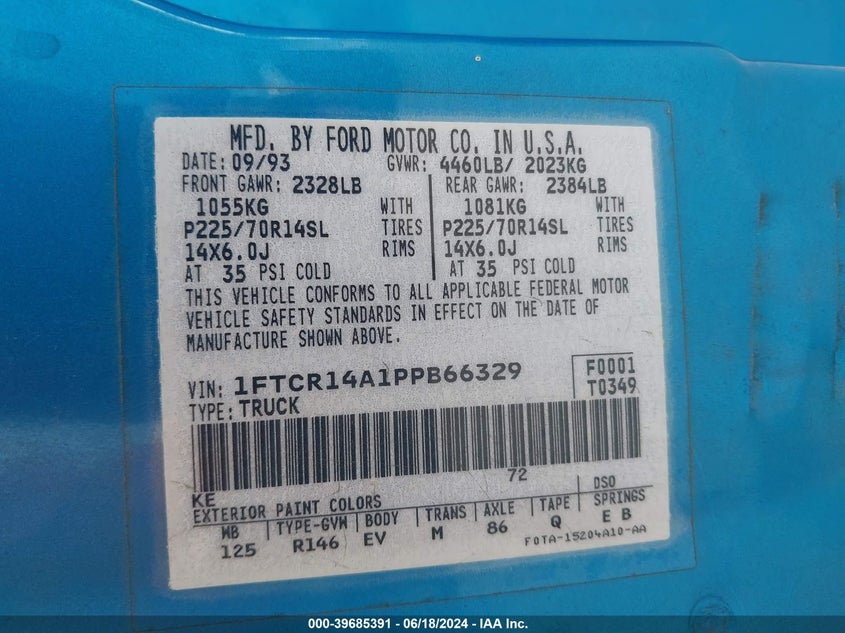 MFD. BY FORD MOTOR CO. IN U.S.A.
DATE: 09/93 GVWR: 4460LB/ 2023KG
FRONT GAWR: 2328LB REAR GAWR: 2384LB
1055KG WITH 1081KG WITH
P225/70R14SL TIRES P225/70R14SL TIRES
14X6.0J RIMS 14X6.0J RIMS
AT 35 PSI COLD AT 35 PSI COLD
THIS VEHICLE CONFORMS TO ALL APPLICABLE FEDERAL MOTOR
VEHICLE SAFETY STANDARDS IN EFFECT ON THE DATE OF
MANUFACTURE SHOWN ABOVE.
VIN: 1FTCR14A1PPB66329 F0001
TYPE: TRUCK T0349
KE 72 DSO
EXTERIOR PAINT COLORS
WB TYPE-GVW BODY TRANS AXLE TAPE SPRINGS
125 R146 EV M 86 Q E B
F0TA-15204A10-AA
000-39685391 - 06/18/2024 - IAA Inc.